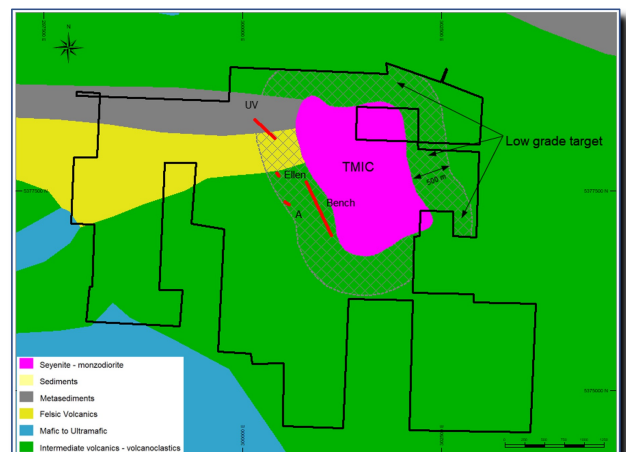 UV
Ellen
Bench
A
TMIC
500 m
Low grade target
Seyenite - monzodiorite
Sediments
Metasediments
Felsic Volcanics
Mafic to Ultramafic
Intermediate volcanics - volcanoclastics